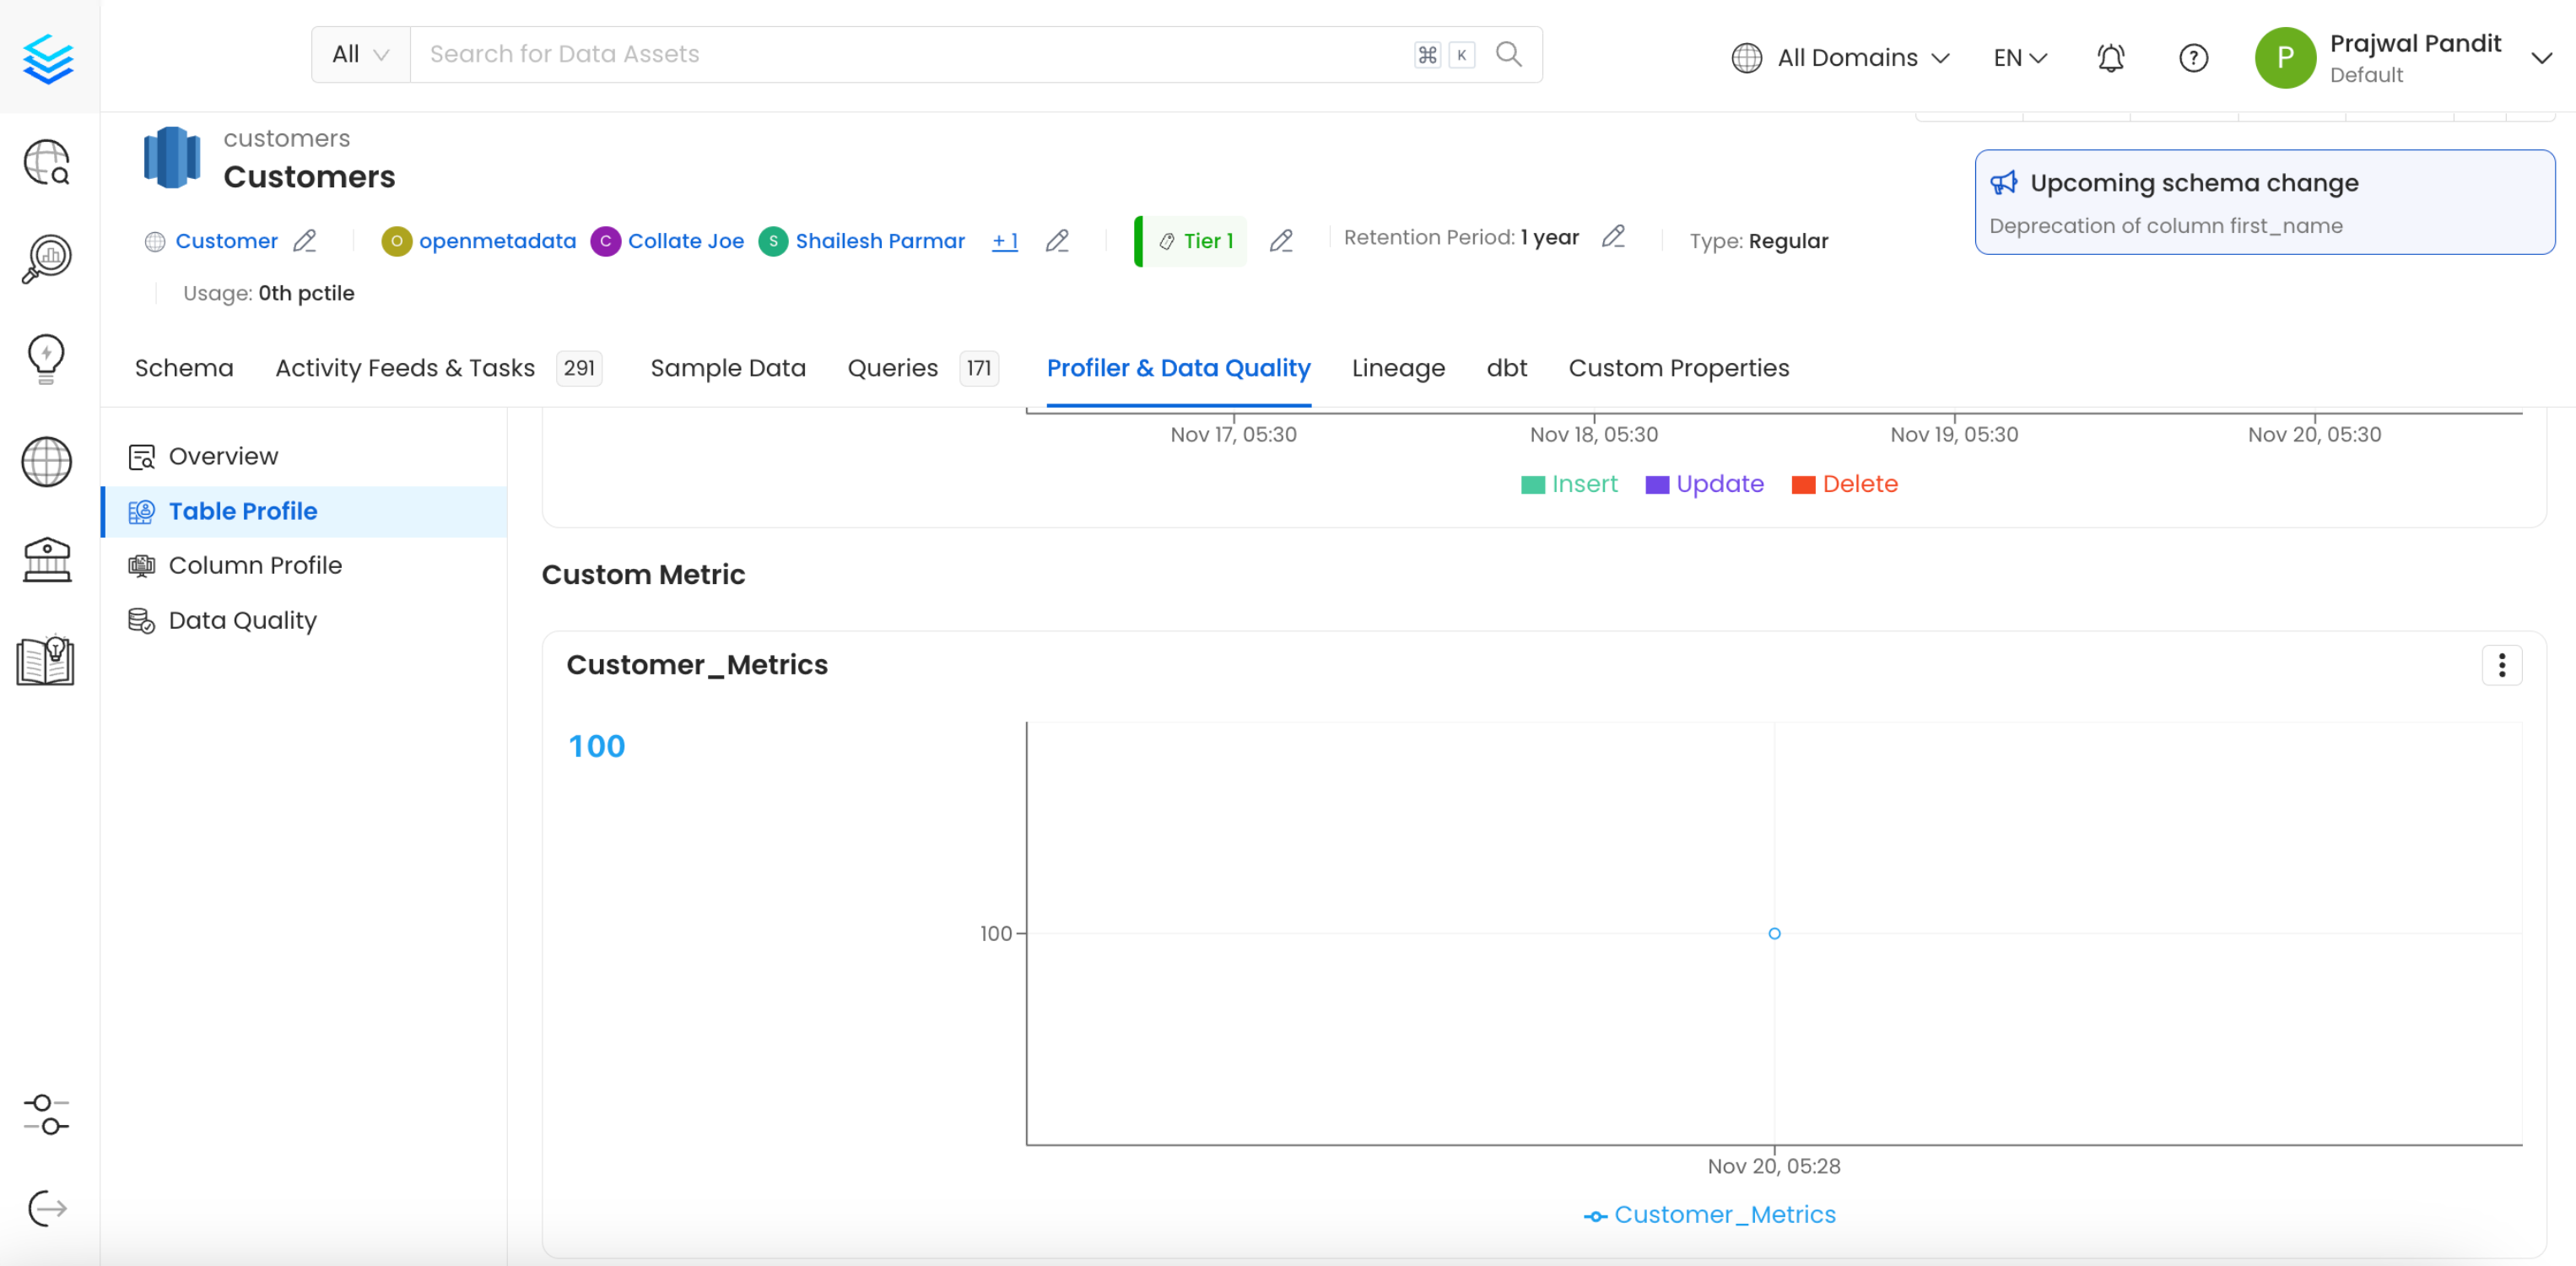 All Search for Data Assets ⌘ K All Domains EN P Prajwal Pandit
Default
customers
Customers
Upcoming schema change
Deprecation of column first_name
Customer O openmetadata C Collate Joe S Shailesh Parmar + 1 Tier 1 Retention Period: 1 year Type: Regular
Usage: 0th pctile
Schema Activity Feeds & Tasks 291 Sample Data Queries 171 Profiler & Data Quality Lineage dbt Custom Properties
Overview
Table Profile
Column Profile
Data Quality
Nov 17, 05:30 Nov 18, 05:30 Nov 19, 05:30 Nov 20, 05:30
Insert Update Delete
Custom Metric
Customer_Metrics
100
100
Nov 20, 05:28
Customer_Metrics